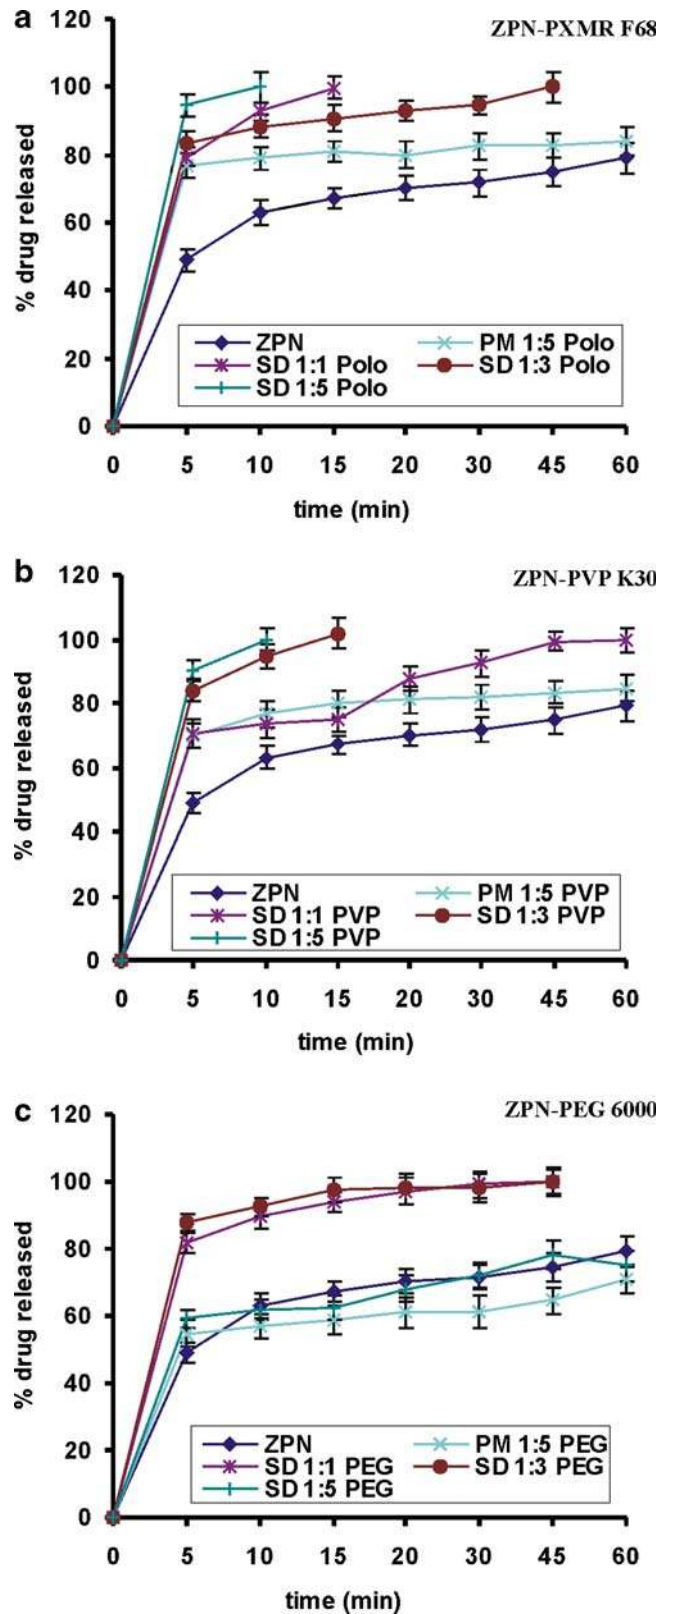 a
ZPN-PXMR F68
120
100
80
60
40
20
0
% drug released
ZPN
PM 1:5 Polo
SD 1:1 Polo
SD 1:3 Polo
SD 1:5 Polo
0 5 10 15 20 30 45 60
time (min)
b
ZPN-PVP K30
120
100
80
60
40
20
0
% drug released
ZPN
PM 1:5 PVP
SD 1:1 PVP
SD 1:3 PVP
SD 1:5 PVP
0 5 10 15 20 30 45 60
time (min)
c
ZPN-PEG 6000
120
100
80
60
40
20
0
% drug released
ZPN
PM 1:5 PEG
SD 1:1 PEG
SD 1:3 PEG
SD 1:5 PEG
0 5 10 15 20 30 45 60
time (min)